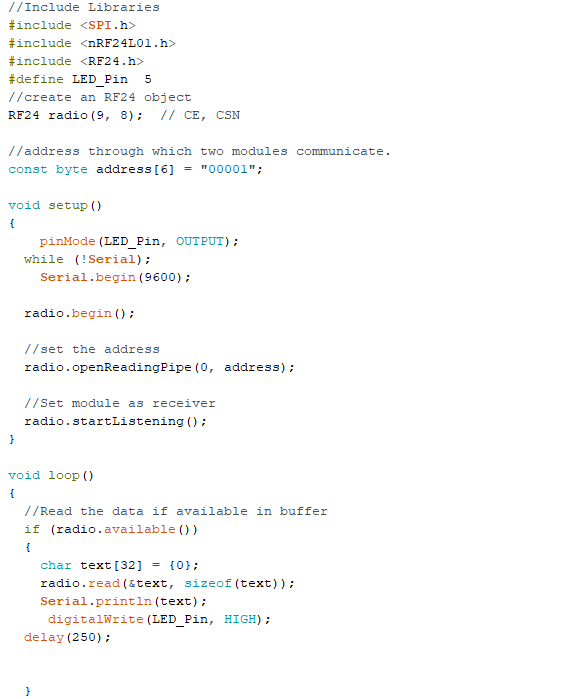 //Include Libraries
#include <SPI.h>
#include <nRF24L01.h>
#include <RF24.h>
#define LED_Pin  5
//create an RF24 object
RF24 radio(9, 8);  // CE, CSN

//address through which two modules communicate.
const byte address[6] = "00001";

void setup()
{
    pinMode(LED_Pin, OUTPUT);
  while (!Serial);
    Serial.begin(9600);

  radio.begin();

  //set the address
  radio.openReadingPipe(0, address);

  //Set module as receiver
  radio.startListening();
}

void loop()
{
  //Read the data if available in buffer
  if (radio.available())
  {
    char text[32] = {0};
    radio.read(&text, sizeof(text));
    Serial.println(text);
     digitalWrite(LED_Pin, HIGH);
  delay(250);


  }